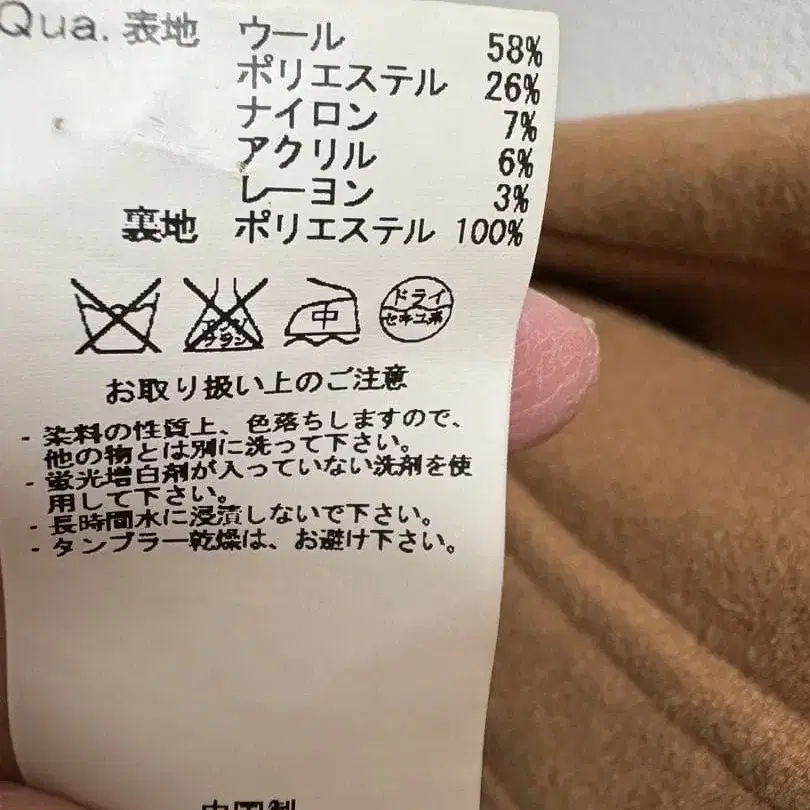 Qua. 表地 ウール 58%
ポリエステル 26%
ナイロン 7%
アクリル 6%
レーヨン 3%
裏地 ポリエステル 100%
中 ドライ
セキユ系
お取り扱い上のご注意
- 染料の性質上、色落ちしますので、
他の物とは別に洗って下さい。
- 蛍光増白剤が入っていない洗剤を使
用して下さい。
- 長時間水に浸漬しないで下さい。
- タンブラー乾燥は、お避け下さい。
中国製